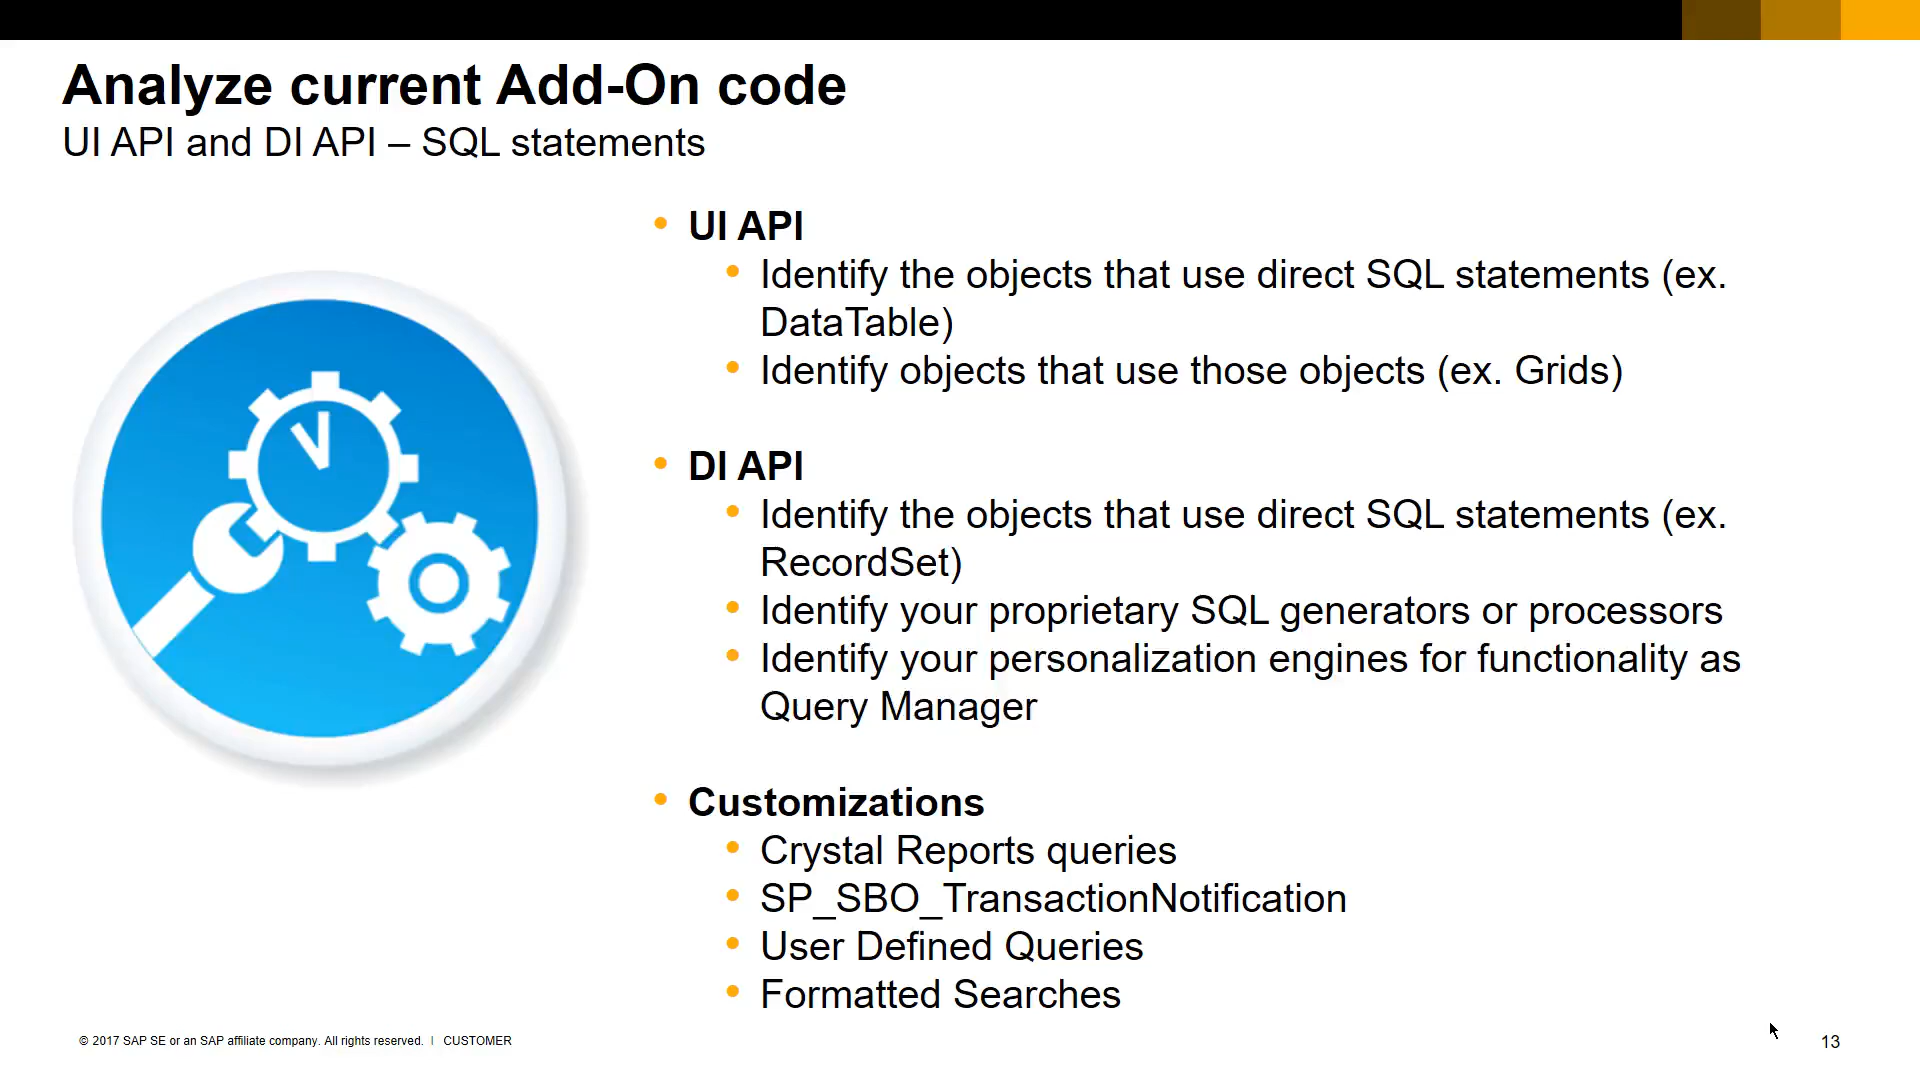 Analyze current Add-On code
UI API and DI API – SQL statements
• UI API
• Identify the objects that use direct SQL statements (ex.
DataTable)
• Identify objects that use those objects (ex. Grids)
• DI API
• Identify the objects that use direct SQL statements (ex.
RecordSet)
• Identify your proprietary SQL generators or processors
• Identify your personalization engines for functionality as
Query Manager
• Customizations
• Crystal Reports queries
• SP_SBO_TransactionNotification
• User Defined Queries
• Formatted Searches
© 2017 SAP SE or an SAP affiliate company. All rights reserved. | CUSTOMER
13